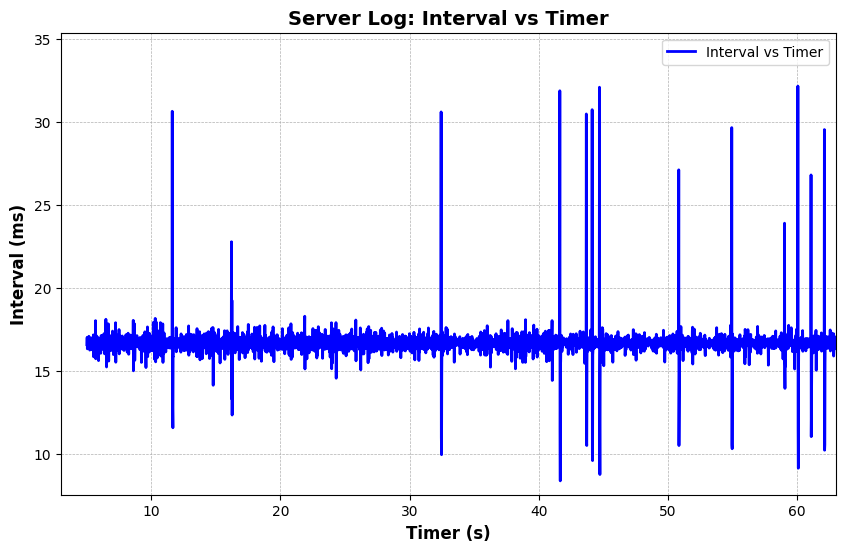 Server Log: Interval vs Timer
Interval vs Timer
35
30
25
20
15
10
Interval (ms)
10 20 30 40 50 60
Timer (s)